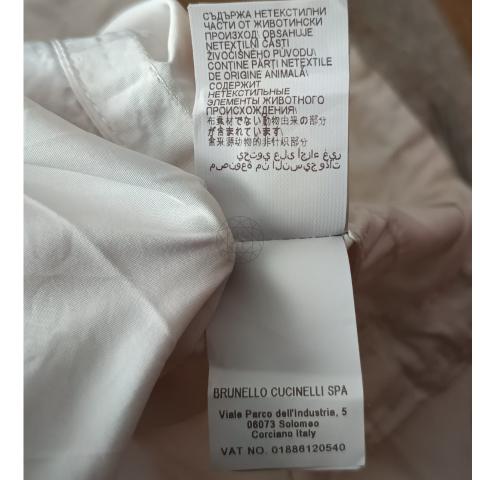 СЪДЪРЖА НЕТЕКСТИЛНИ
ЧАСТИ ОТ ЖИВОТИНСКИ
ПРОИЗХОД\ OBSAHUJE
NETEXTILNÍ ČÁSTI
ŽIVOČIŠNÉHO PŮVODU\
CONȚINE PĂRȚI NETEXTILE
DE ORIGINE ANIMALĂ\
СОДЕРЖИТ
НЕТЕКСТИЛЬНЫЕ
ЭЛЕМЕНТЫ ЖИВОТНОГО
ПРОИСХОЖДЕНИЯ\
布素材でない動物由来の部分
が含まれています\
含来源动物的非针织部分
يحتوي على أجزاء غير
مصنوعة من المنسوجات
BRUNELLO CUCINELLI SPA
Viale Parco dell'Industria, 5
06073 Solomeo
Corciano Italy
VAT NO. 01886120540